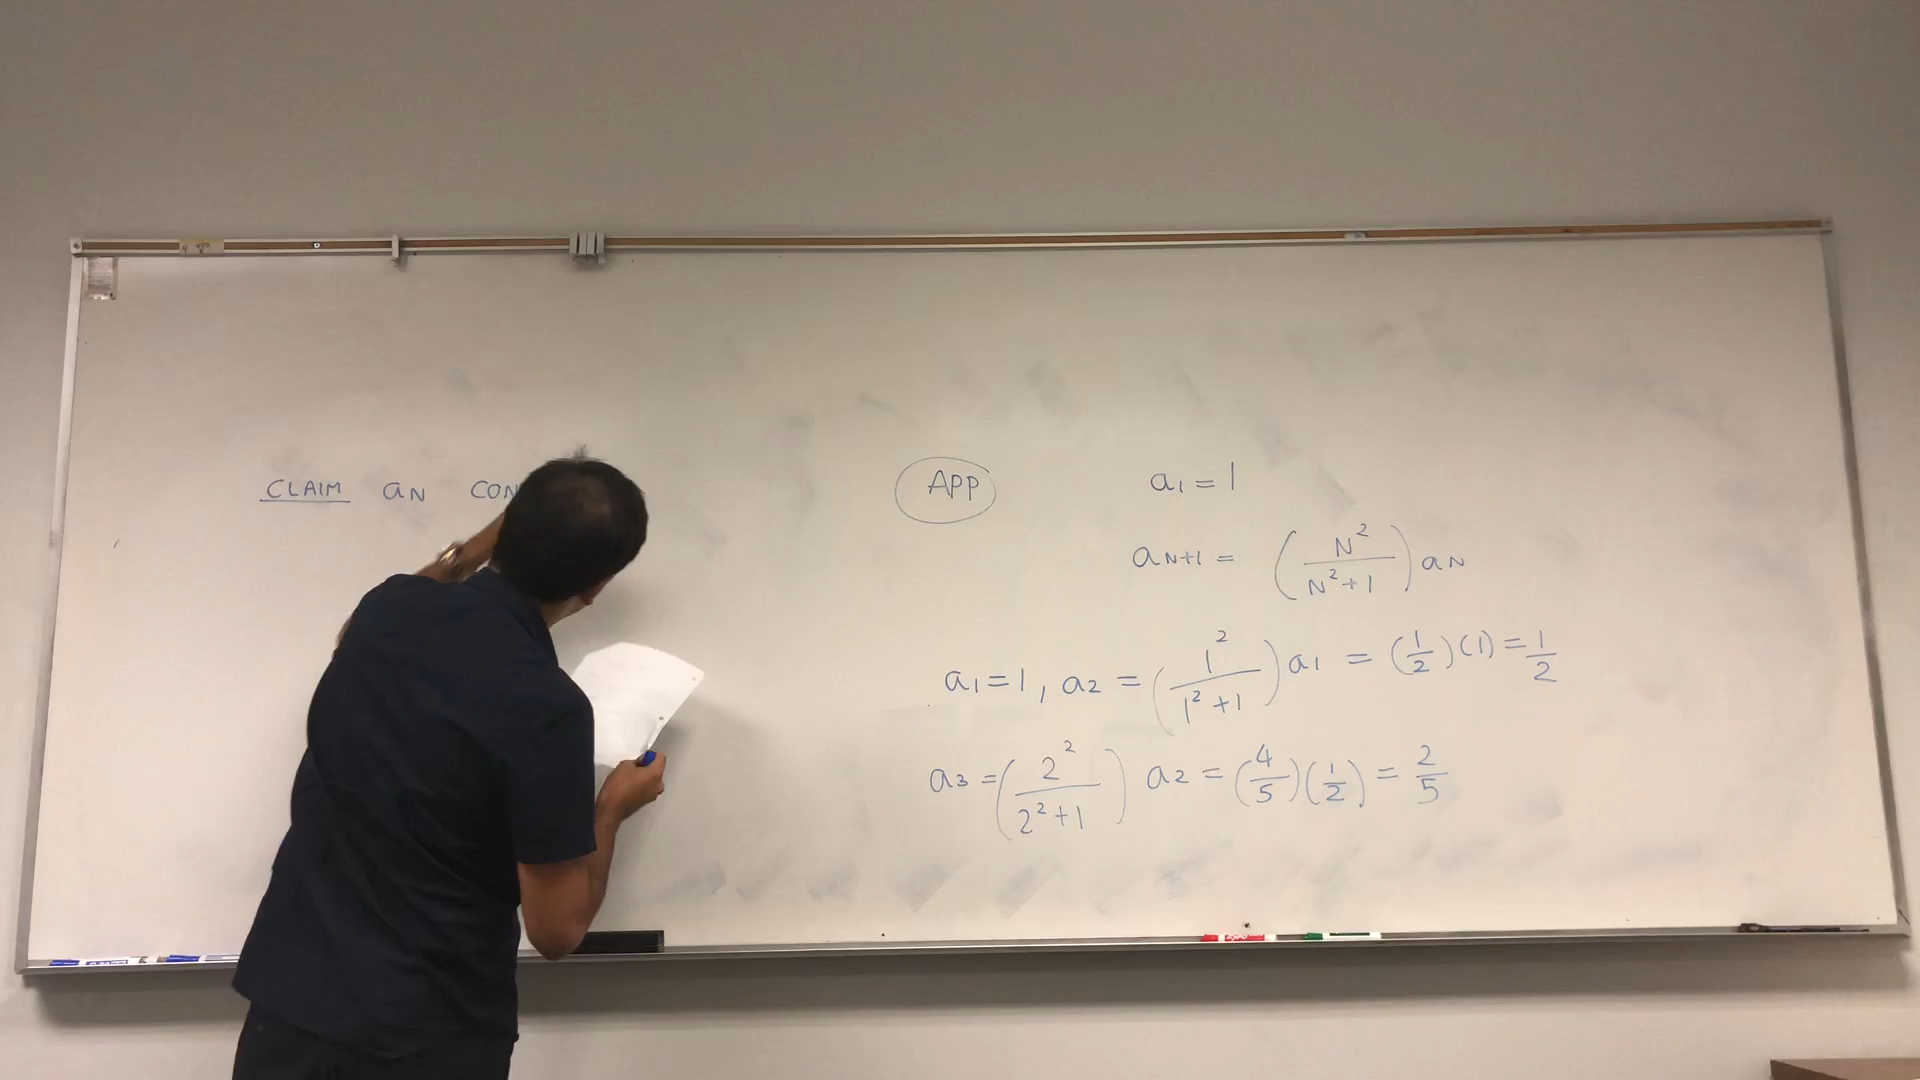 CLAIM aN
APP
a1 = 1
aN+1 = (N²/(N²+1)) aN
a1 = 1, a2 = (1²/(1²+1)) a1 = (1/2)(1) = 1/2
a3 = (2²/(2²+1)) a2 = (4/5)(1/2) = 2/5